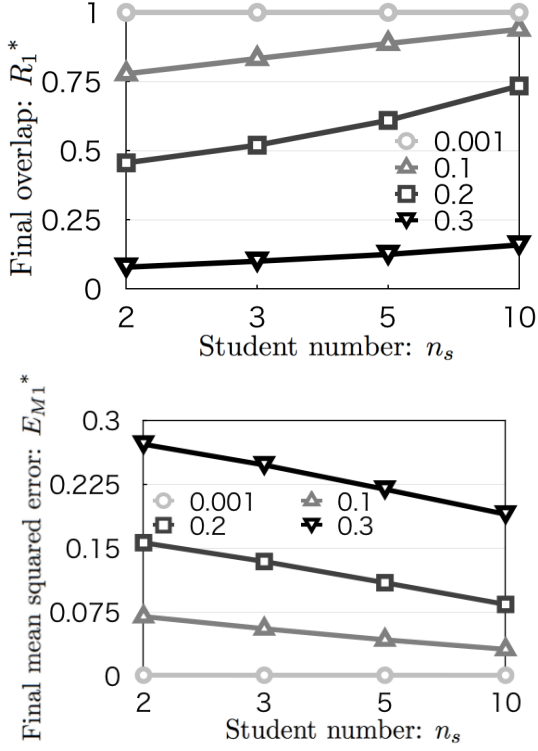 Final overlap: R₁*
1
0.75
0.5
0.25
0
0.001
0.1
0.2
0.3
2 3 5 10
Student number: nₛ
Final mean squared error: E_{M1}*
0.3
0.225
0.15
0.075
0
0.001 0.1
0.2 0.3
2 3 5 10
Student number: nₛ